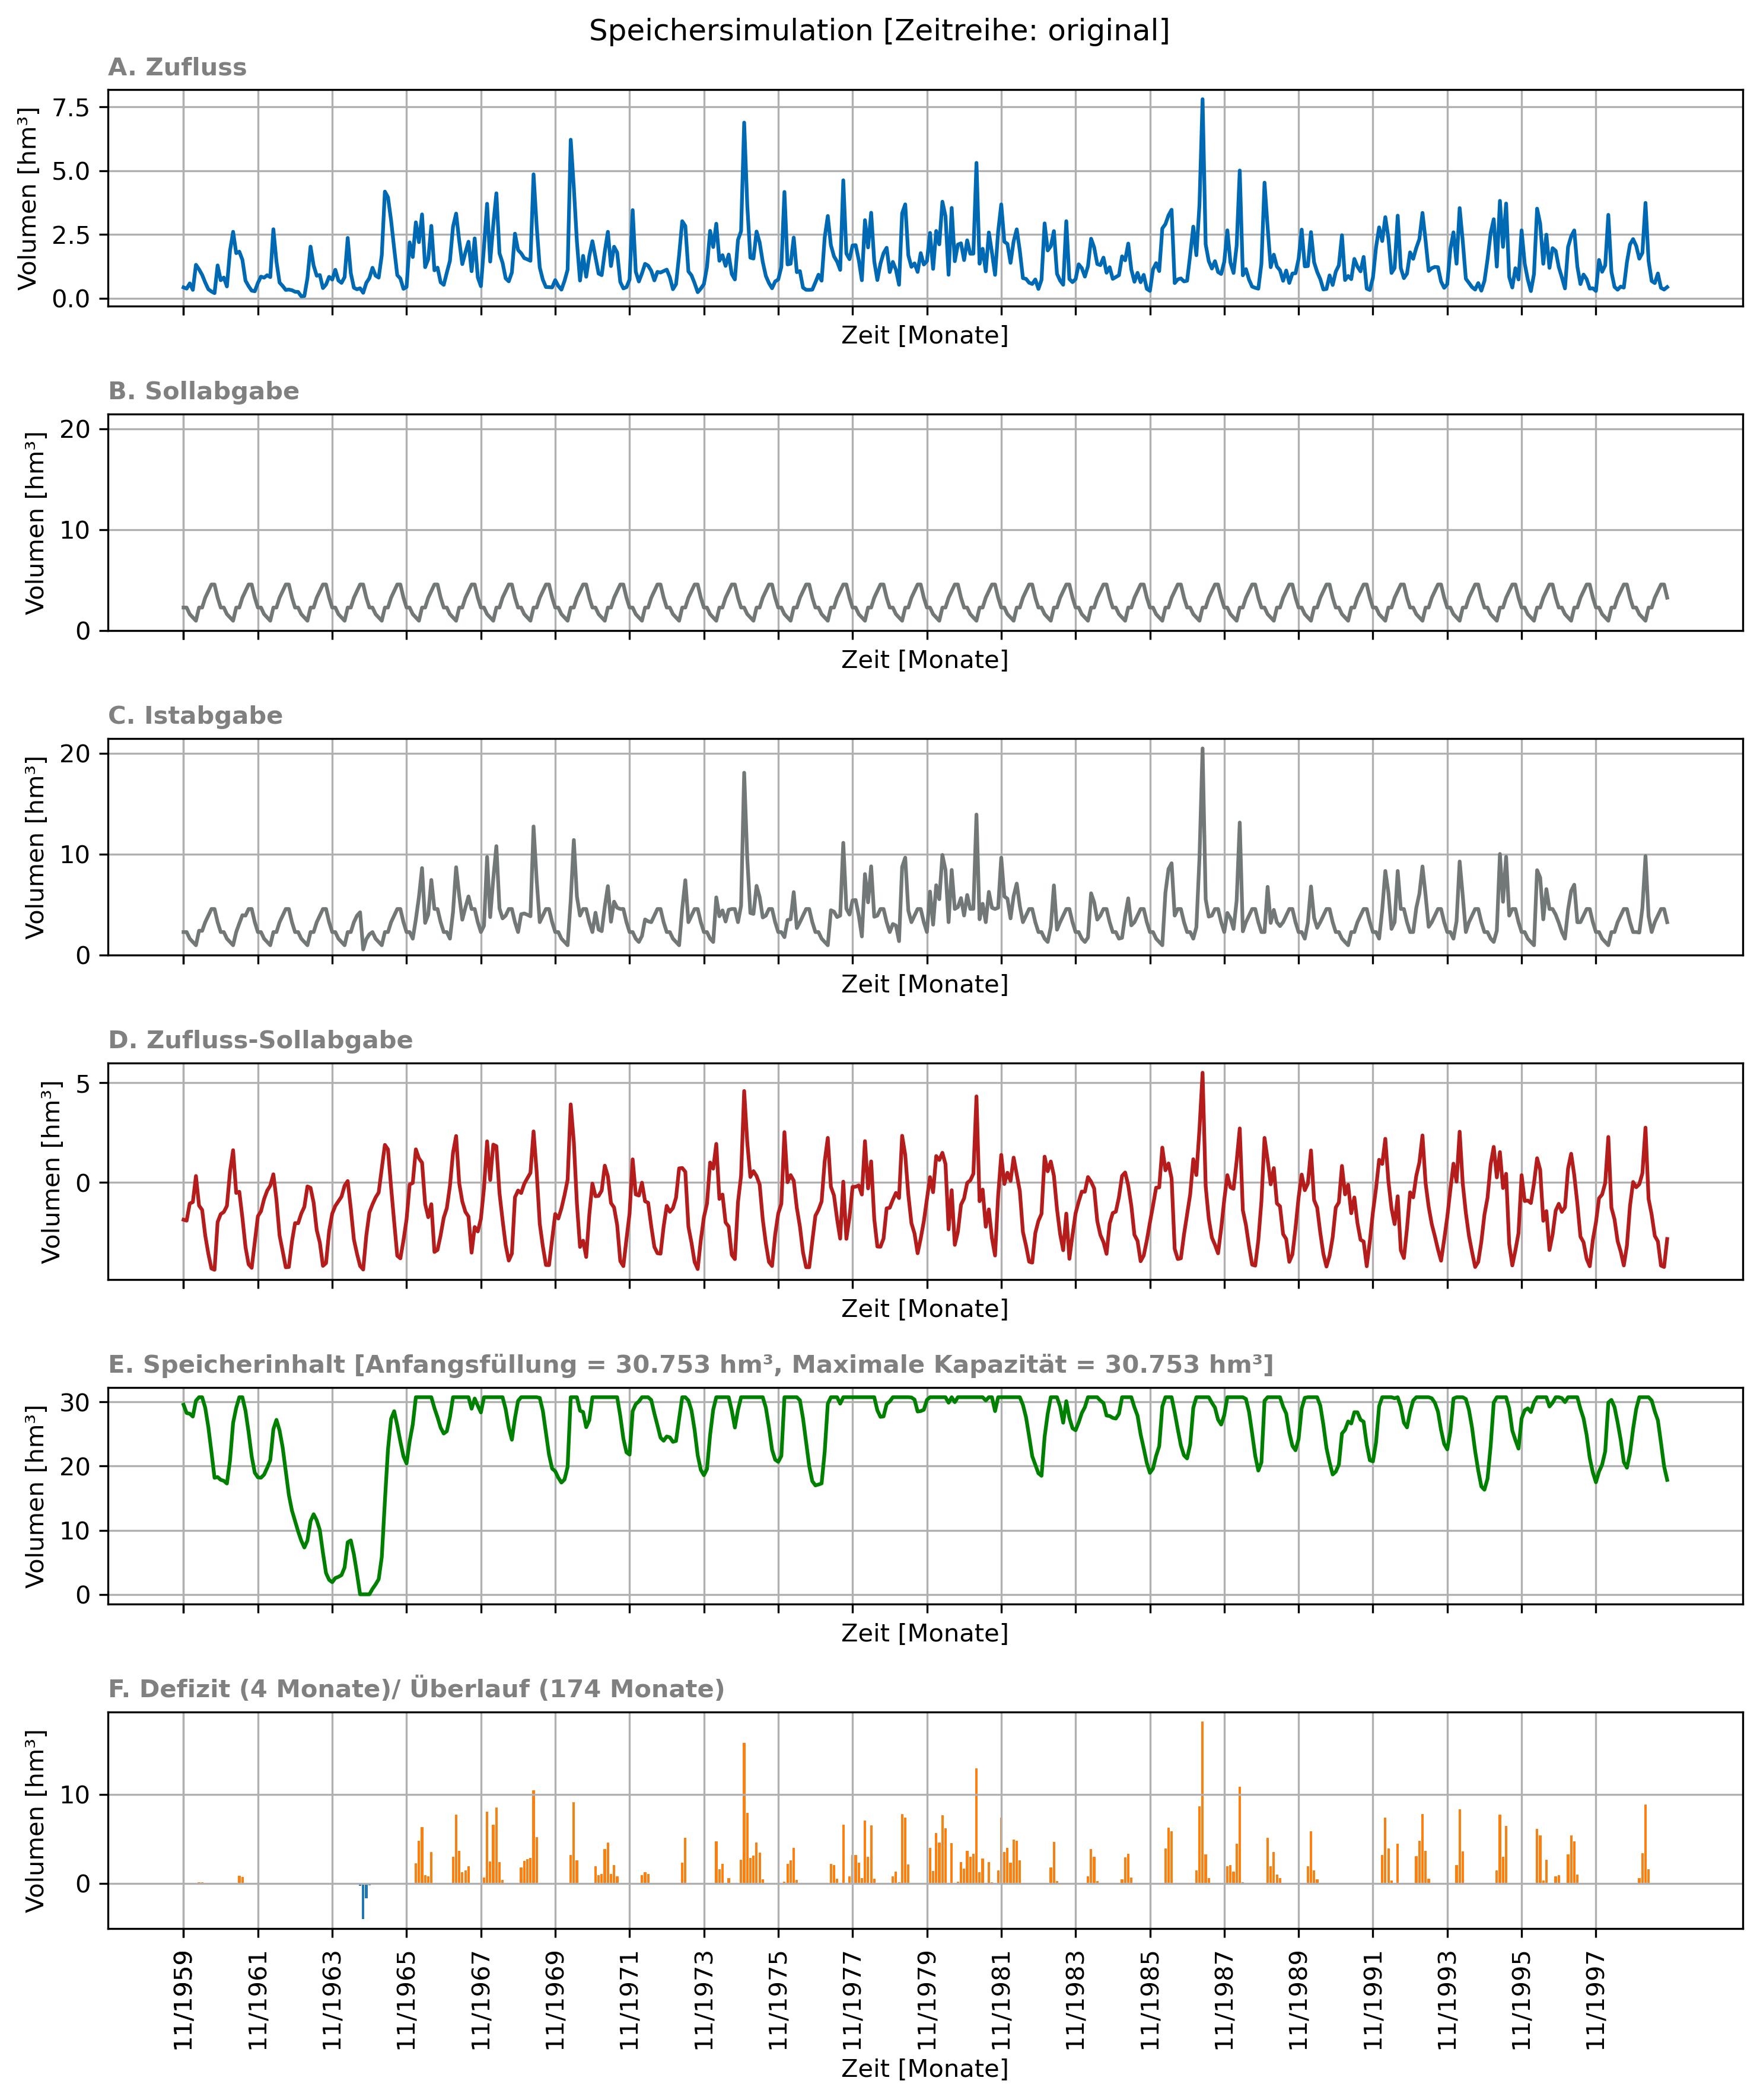 Speichersimulation [Zeitreihe: original]
A. Zufluss
Volumen [hm³]
7.5
5.0
2.5
0.0
Zeit [Monate]
B. Sollabgabe
Volumen [hm³]
20
10
0
Zeit [Monate]
C. Istabgabe
Volumen [hm³]
20
10
0
Zeit [Monate]
D. Zufluss-Sollabgabe
Volumen [hm³]
5
0
Zeit [Monate]
E. Speicherinhalt [Anfangsfüllung = 30.753 hm³, Maximale Kapazität = 30.753 hm³]
Volumen [hm³]
30
20
10
0
Zeit [Monate]
F. Defizit (4 Monate)/ Überlauf (174 Monate)
Volumen [hm³]
10
0
11/1959
11/1961
11/1963
11/1965
11/1967
11/1969
11/1971
11/1973
11/1975
11/1977
11/1979
11/1981
11/1983
11/1985
11/1987
11/1989
11/1991
11/1993
11/1995
11/1997
Zeit [Monate]